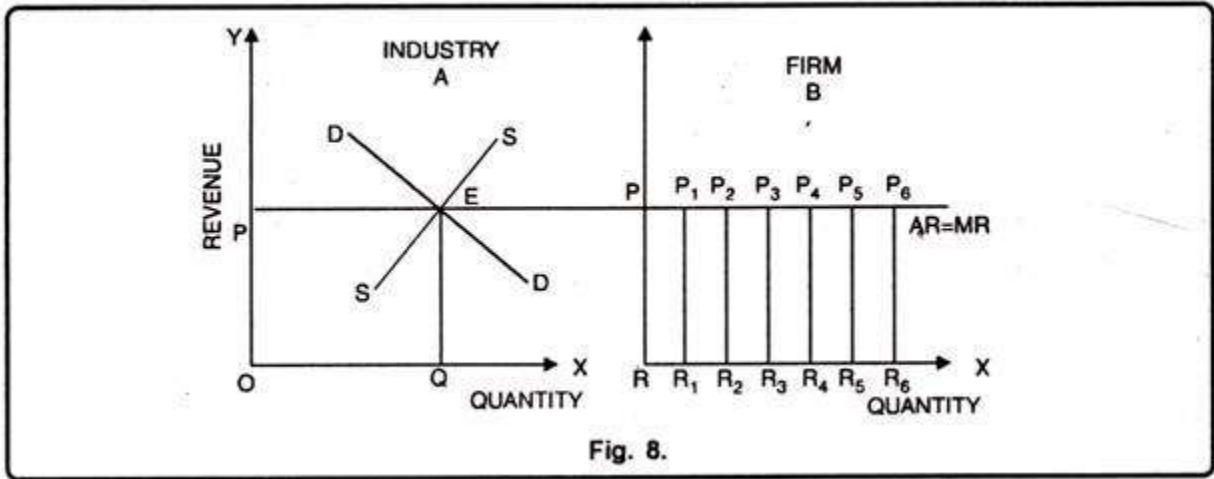 Y
INDUSTRY
A
FIRM
B
D
S
REVENUE
P
E
P P₁ P₂ P₃ P₄ P₅ P₆
AR=MR
S
D
O
Q
X
QUANTITY
R R₁ R₂ R₃ R₄ R₅ R₆
X
QUANTITY
Fig. 8.